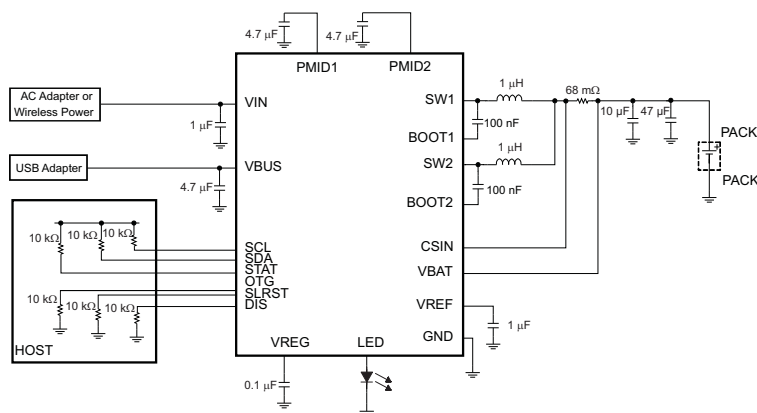 4.7 µF
4.7 µF
PMID1
PMID2
AC Adapter or
Wireless Power
VIN
1 µF
USB Adapter
VBUS
4.7 µF
SW1
1 µH
68 mΩ
100 nF
10 µF
47 µF
BOOT1
1 µH
SW2
100 nF
BOOT2
PACK
PACK
10 kΩ
10 kΩ
10 kΩ
SCL
SDA
STAT
OTG
SLRST
DIS
10 kΩ
10 kΩ
10 kΩ
HOST
CSIN
VBAT
VREF
1 µF
GND
VREG
LED
0.1 µF